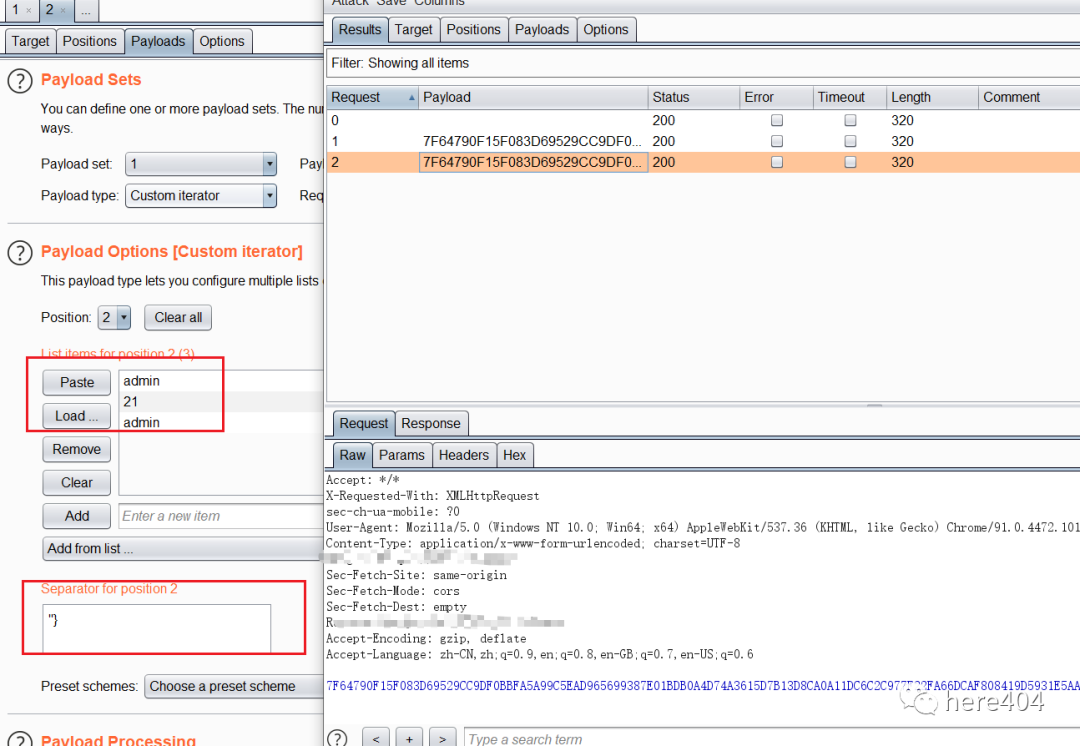 1 × 2 × ...
Target Positions Payloads Options
? Payload Sets
You can define one or more payload sets. The nu
ways.
Payload set: 1 Pay
Payload type: Custom iterator Req
? Payload Options [Custom iterator]
This payload type lets you configure multiple lists
Position: 2 Clear all
List items for position 2 (3)
Paste admin
21
Load ... admin
Remove
Clear
Add Enter a new item
Add from list ...
Separator for position 2
"}
Preset schemes: Choose a preset scheme
? Payload Processing
Attack Save Columns
Results Target Positions Payloads Options
Filter: Showing all items
Request Payload Status Error Timeout Length Comment
0 200 320
1 7F64790F15F083D69529CC9DF0... 200 320
2 7F64790F15F083D69529CC9DF0... 200 320
Request Response
Raw Params Headers Hex
Accept: */*
X-Requested-With: XMLHttpRequest
sec-ch-ua-mobile: ?0
User-Agent: Mozilla/5.0 (Windows NT 10.0; Win64; x64) AppleWebKit/537.36 (KHTML, like Gecko) Chrome/91.0.4472.101
Content-Type: application/x-www-form-urlencoded; charset=UTF-8
Sec-Fetch-Site: same-origin
Sec-Fetch-Mode: cors
Sec-Fetch-Dest: empty
Accept-Encoding: gzip, deflate
Accept-Language: zh-CN,zh;q=0.9,en;q=0.8,en-GB;q=0.7,en-US;q=0.6
here404
? < + > Type a search term